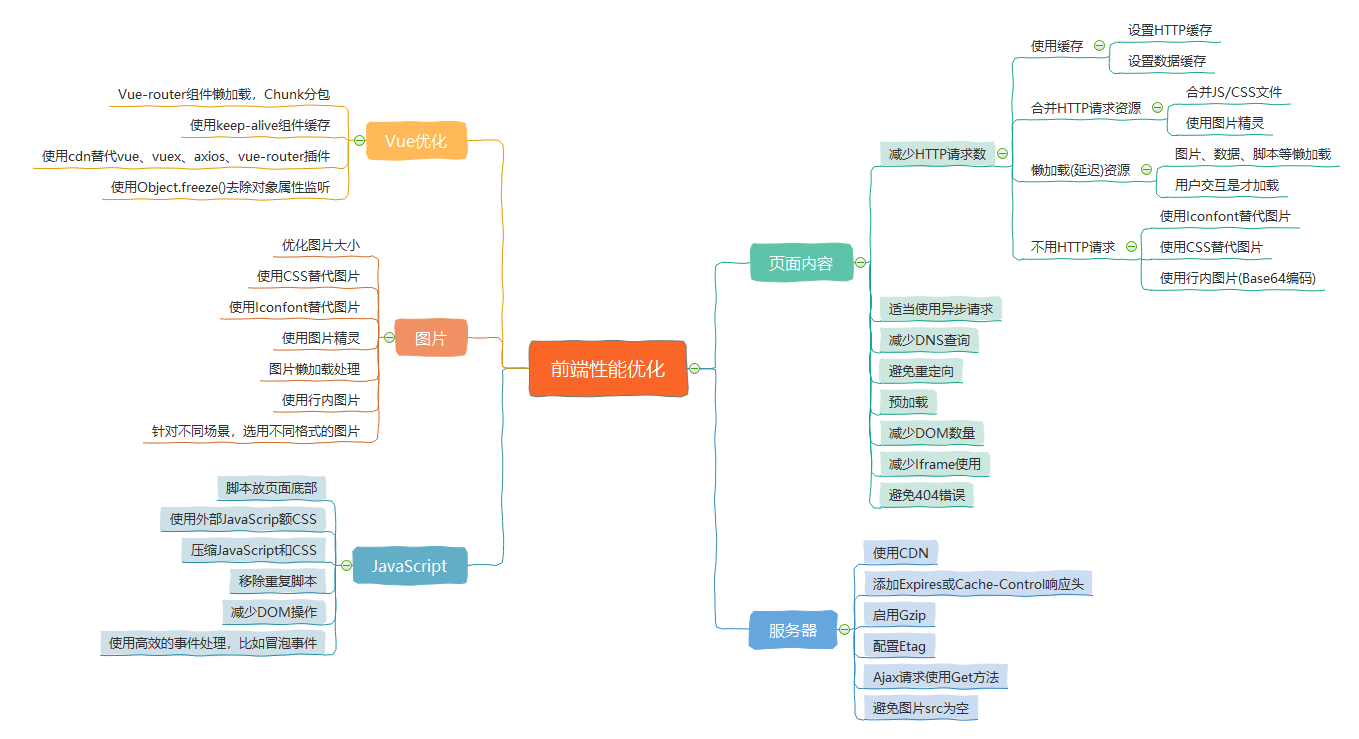 前端性能优化
页面内容
减少HTTP请求数
使用缓存
设置HTTP缓存
设置数据缓存
合并HTTP请求资源
合并JS/CSS文件
使用图片精灵
懒加载(延迟)资源
图片、数据、脚本等懒加载
用户交互是才加载
不用HTTP请求
使用Iconfont替代图片
使用CSS替代图片
使用行内图片(Base64编码)
适当使用异步请求
减少DNS查询
避免重定向
预加载
减少DOM数量
减少Iframe使用
避免404错误
服务器
使用CDN
添加Expires或Cache-Control响应头
启用Gzip
配置Etag
Ajax请求使用Get方法
避免图片src为空
Vue优化
Vue-router组件懒加载，Chunk分包
使用keep-alive组件缓存
使用cdn替代vue、vuex、axios、vue-router插件
使用Object.freeze()去除对象属性监听
图片
优化图片大小
使用CSS替代图片
使用Iconfont替代图片
使用图片精灵
图片懒加载处理
使用行内图片
针对不同场景，选用不同格式的图片
JavaScript
脚本放页面底部
使用外部JavaScrip额CSS
压缩JavaScript和CSS
移除重复脚本
减少DOM操作
使用高效的事件处理，比如冒泡事件